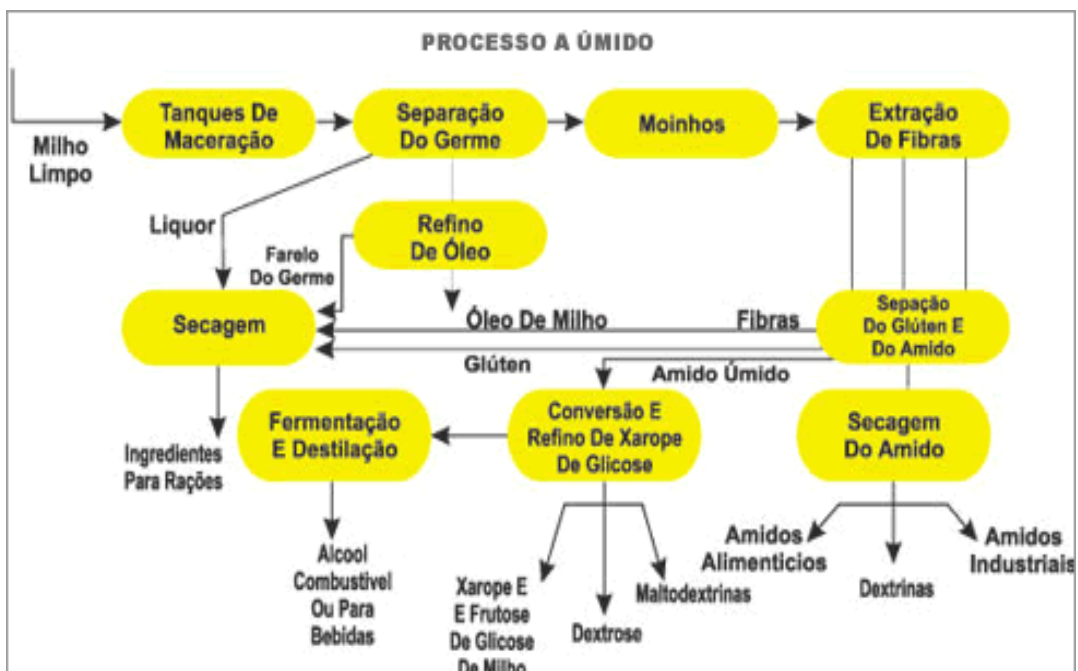 PROCESSO A ÚMIDO
Tanques De
Maceração
Separação
Do Germe
Moinhos
Extração
De Fibras
Milho
Limpo
Liquor
Refino
De Óleo
Farelo
Do Germe
Secagem
Óleo De Milho
Fibras
Sepação
Do Glúten E
Do Amido
Glúten
Amido Úmido
Fermentação
E Destilação
Conversão E
Refino De Xarope
De Glicose
Secagem
Do Amido
Ingredientes
Para Rações
Alcool
Combustivel
Ou Para
Bebidas
Xarope E
E Frutose
De Glicose
De Milho
Dextrose
Maltodextrinas
Amidos
Alimenticios
Dextrinas
Amidos
Industriais